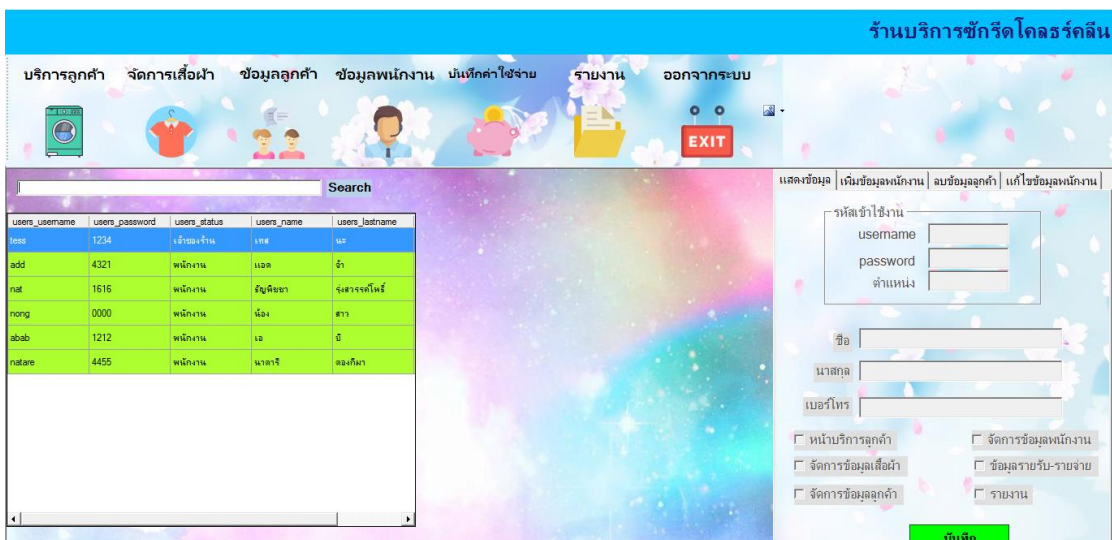 ร้านบริการซักรีดโคลธร์คลีน
บริการลูกค้า จัดการเสื้อผ้า ข้อมูลลูกค้า ข้อมูลพนักงาน บันทึกค่าใช้จ่าย รายงาน ออกจากระบบ
EXIT
Search
แสดงข้อมูล เพิ่มข้อมูลพนักงาน ลบข้อมูลลูกค้า แก้ไขข้อมูลพนักงาน
users_username users_password users_status users_name users_lastname
tess 1234 เจ้าของร้าน เทส นะ
add 4321 พนักงาน แอด จ้า
nat 1616 พนักงาน ธัญพิชชา รุ่งสวรรค์โพธิ์
nong 0000 พนักงาน น้อง สาว
abab 1212 พนักงาน เอ บี
natare 4455 พนักงาน นาตารี ตองก็มา
รหัสเข้าใช้งาน
username
password
ตำแหน่ง
ชื่อ
นาสกุล
เบอร์โทร
หน้าบริการลูกค้า จัดการข้อมูลพนักงาน
จัดการข้อมูลเสื้อผ้า ข้อมูลรายรับ-รายจ่าย
จัดการข้อมูลลูกค้า รายงาน
บันทึก